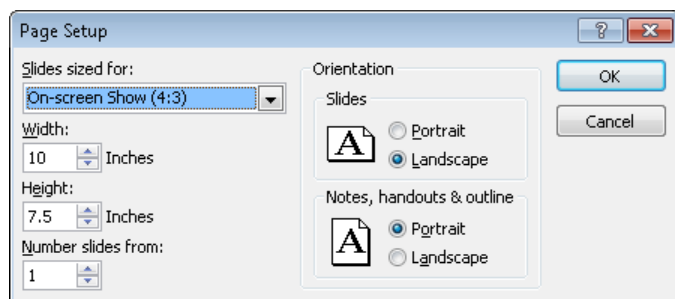 Page Setup
Slides sized for:
On-screen Show (4:3)
Width:
10 Inches
Height:
7.5 Inches
Number slides from:
1
Orientation
Slides
A
Portrait
Landscape
Notes, handouts & outline
A
Portrait
Landscape
OK
Cancel